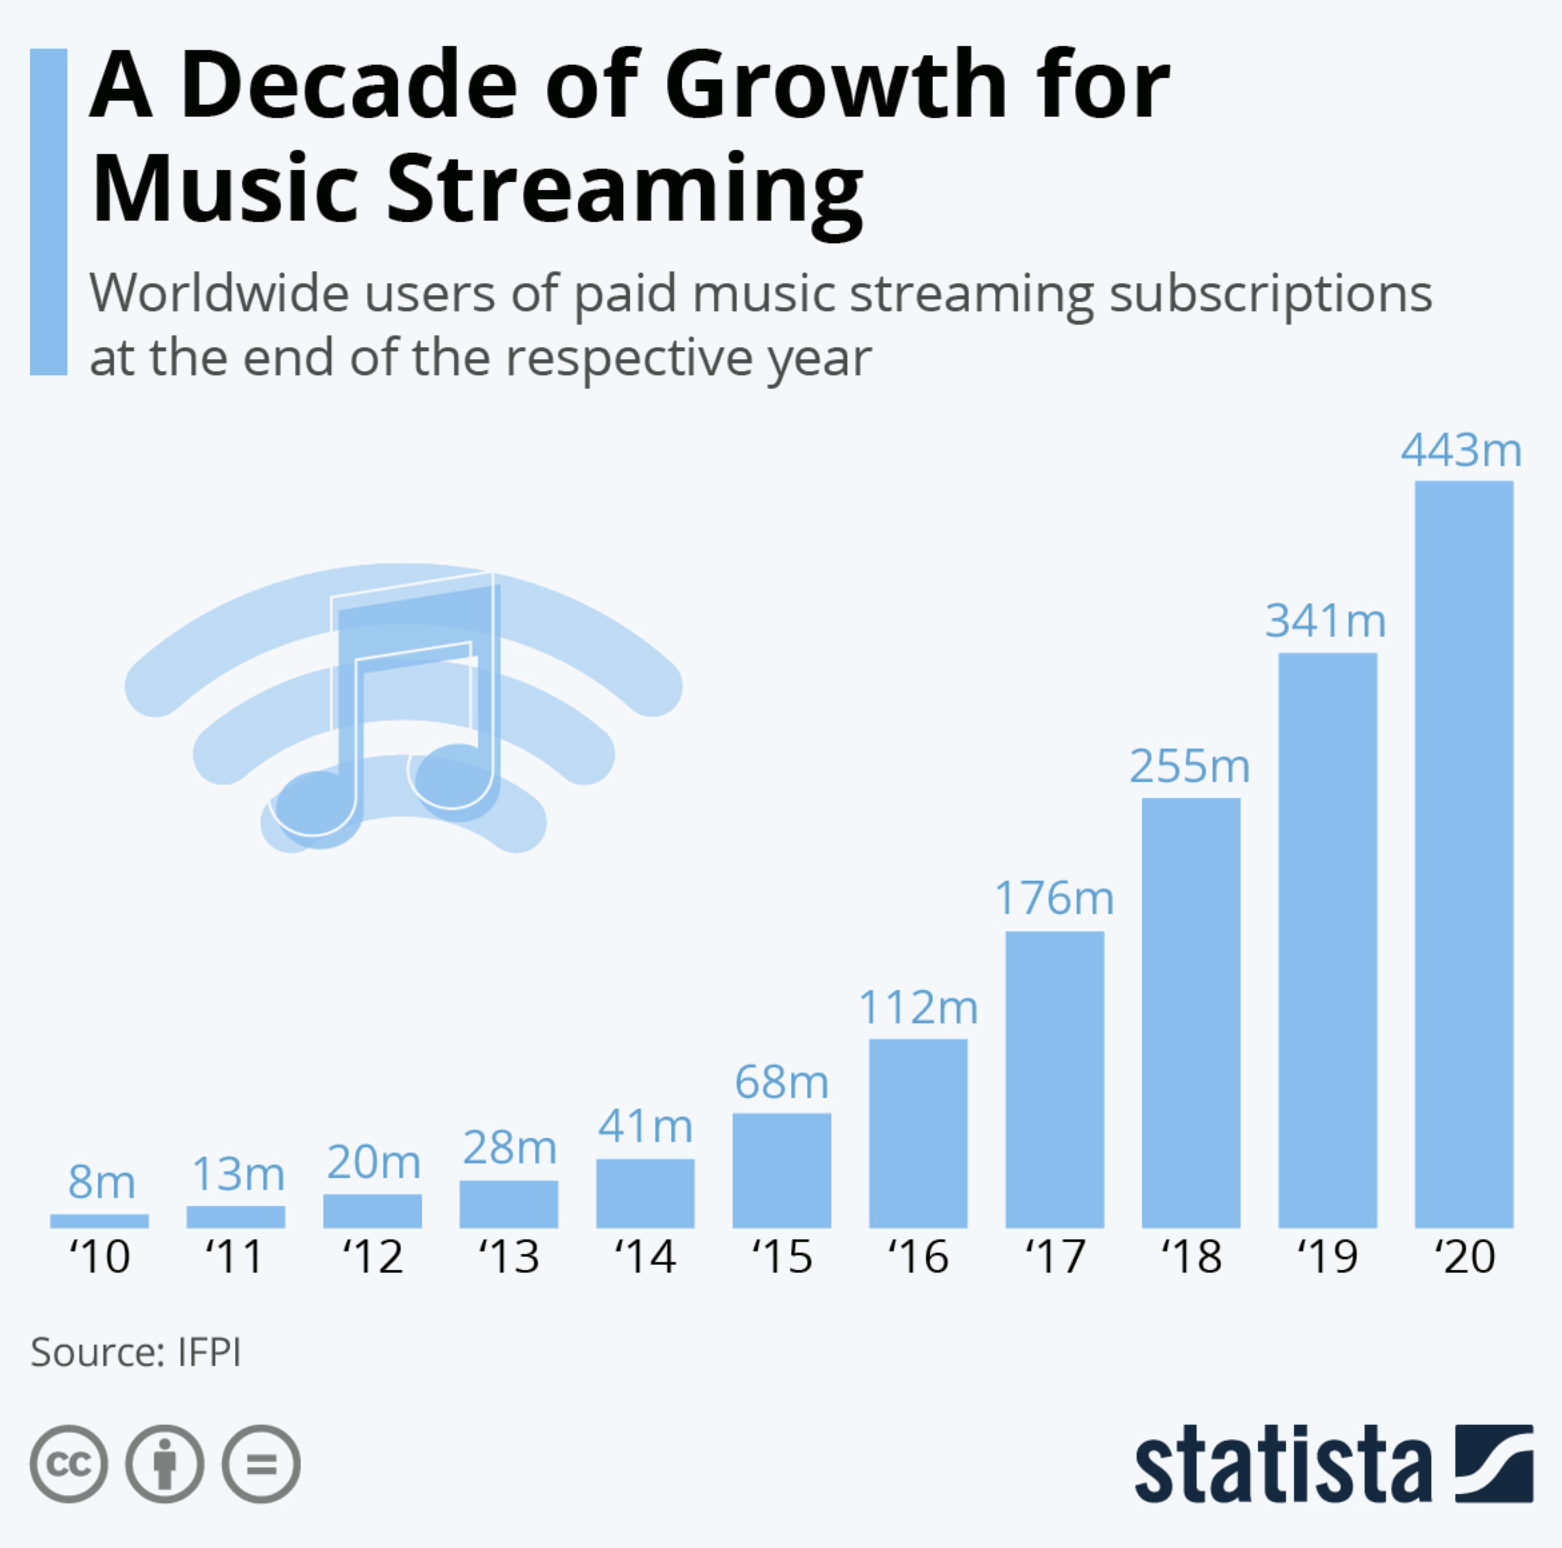 A Decade of Growth for
Music Streaming
Worldwide users of paid music streaming subscriptions
at the end of the respective year
8m
13m
20m
28m
41m
68m
112m
176m
255m
341m
443m
‘10 ‘11 ‘12 ‘13 ‘14 ‘15 ‘16 ‘17 ‘18 ‘19 ‘20
Source: IFPI
cc
statista